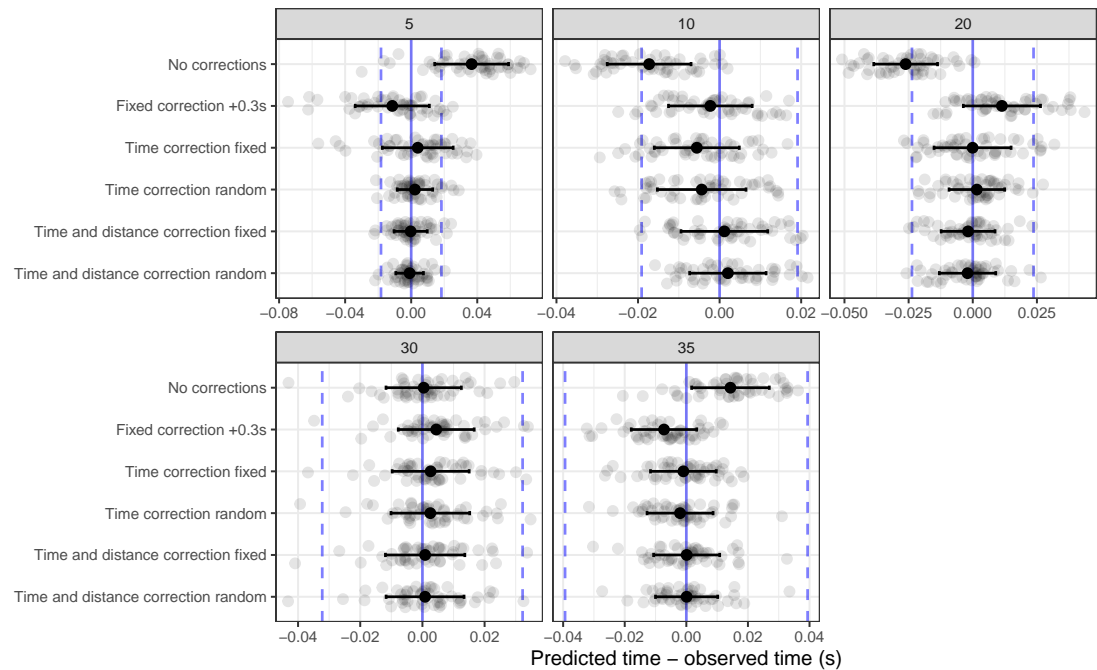 5
10
20
No corrections
Fixed correction +0.3s
Time correction fixed
Time correction random
Time and distance correction fixed
Time and distance correction random
−0.08 −0.04 0.00 0.04
−0.04 −0.02 0.00 0.02
−0.050 −0.025 0.000 0.025
30
35
No corrections
Fixed correction +0.3s
Time correction fixed
Time correction random
Time and distance correction fixed
Time and distance correction random
−0.04 −0.02 0.00 0.02
−0.04 −0.02 0.00 0.02 0.04
Predicted time − observed time (s)